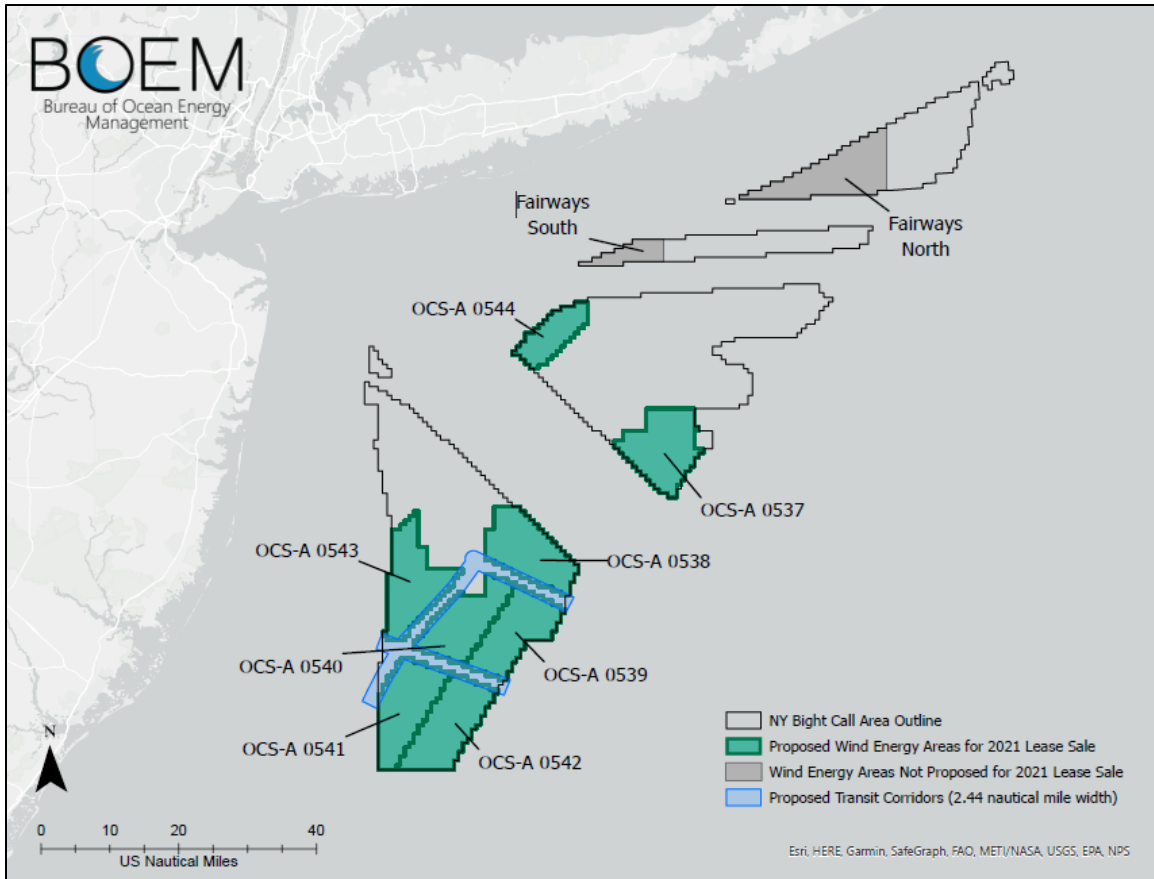 BOEM
Bureau of Ocean Energy
Management
Fairways
South
Fairways
North
OCS-A 0544
OCS-A 0537
OCS-A 0543
OCS-A 0538
OCS-A 0540
OCS-A 0539
OCS-A 0541
OCS-A 0542
NY Bight Call Area Outline
Proposed Wind Energy Areas for 2021 Lease Sale
Wind Energy Areas Not Proposed for 2021 Lease Sale
Proposed Transit Corridors (2.44 nautical mile width)
N
0 10 20 40
US Nautical Miles
Esri, HERE, Garmin, SafeGraph, FAO, METI/NASA, USGS, EPA, NPS